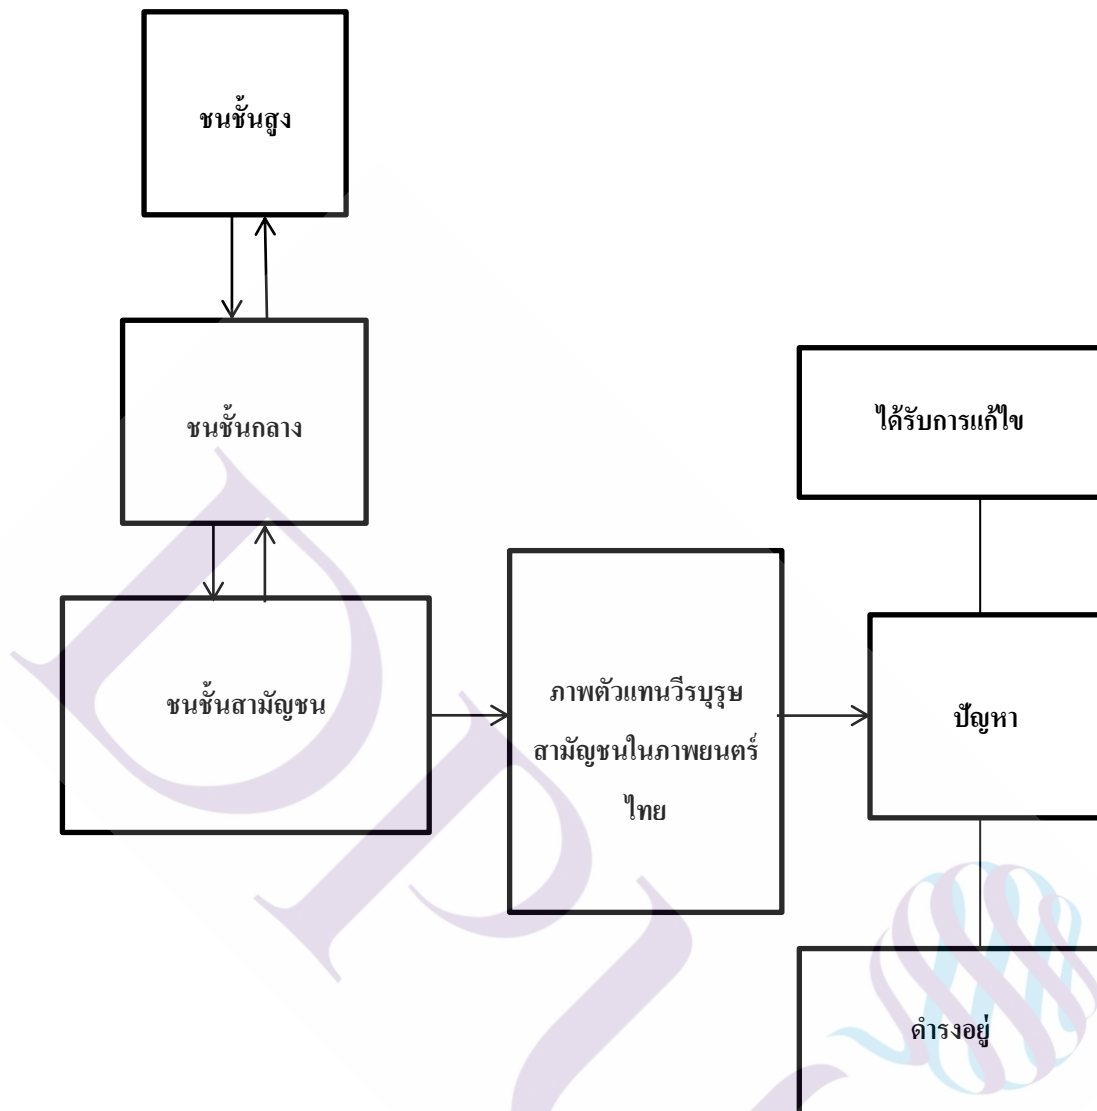 ชนชั้นสูง
ชนชั้นกลาง
ได้รับการแก้ไข
ชนชั้นสามัญชน
ภาพตัวแทนวีรบุรุษ
สามัญชนในภาพยนตร์
ไทย
ปัญหา
ดำรงอยู่
DPU